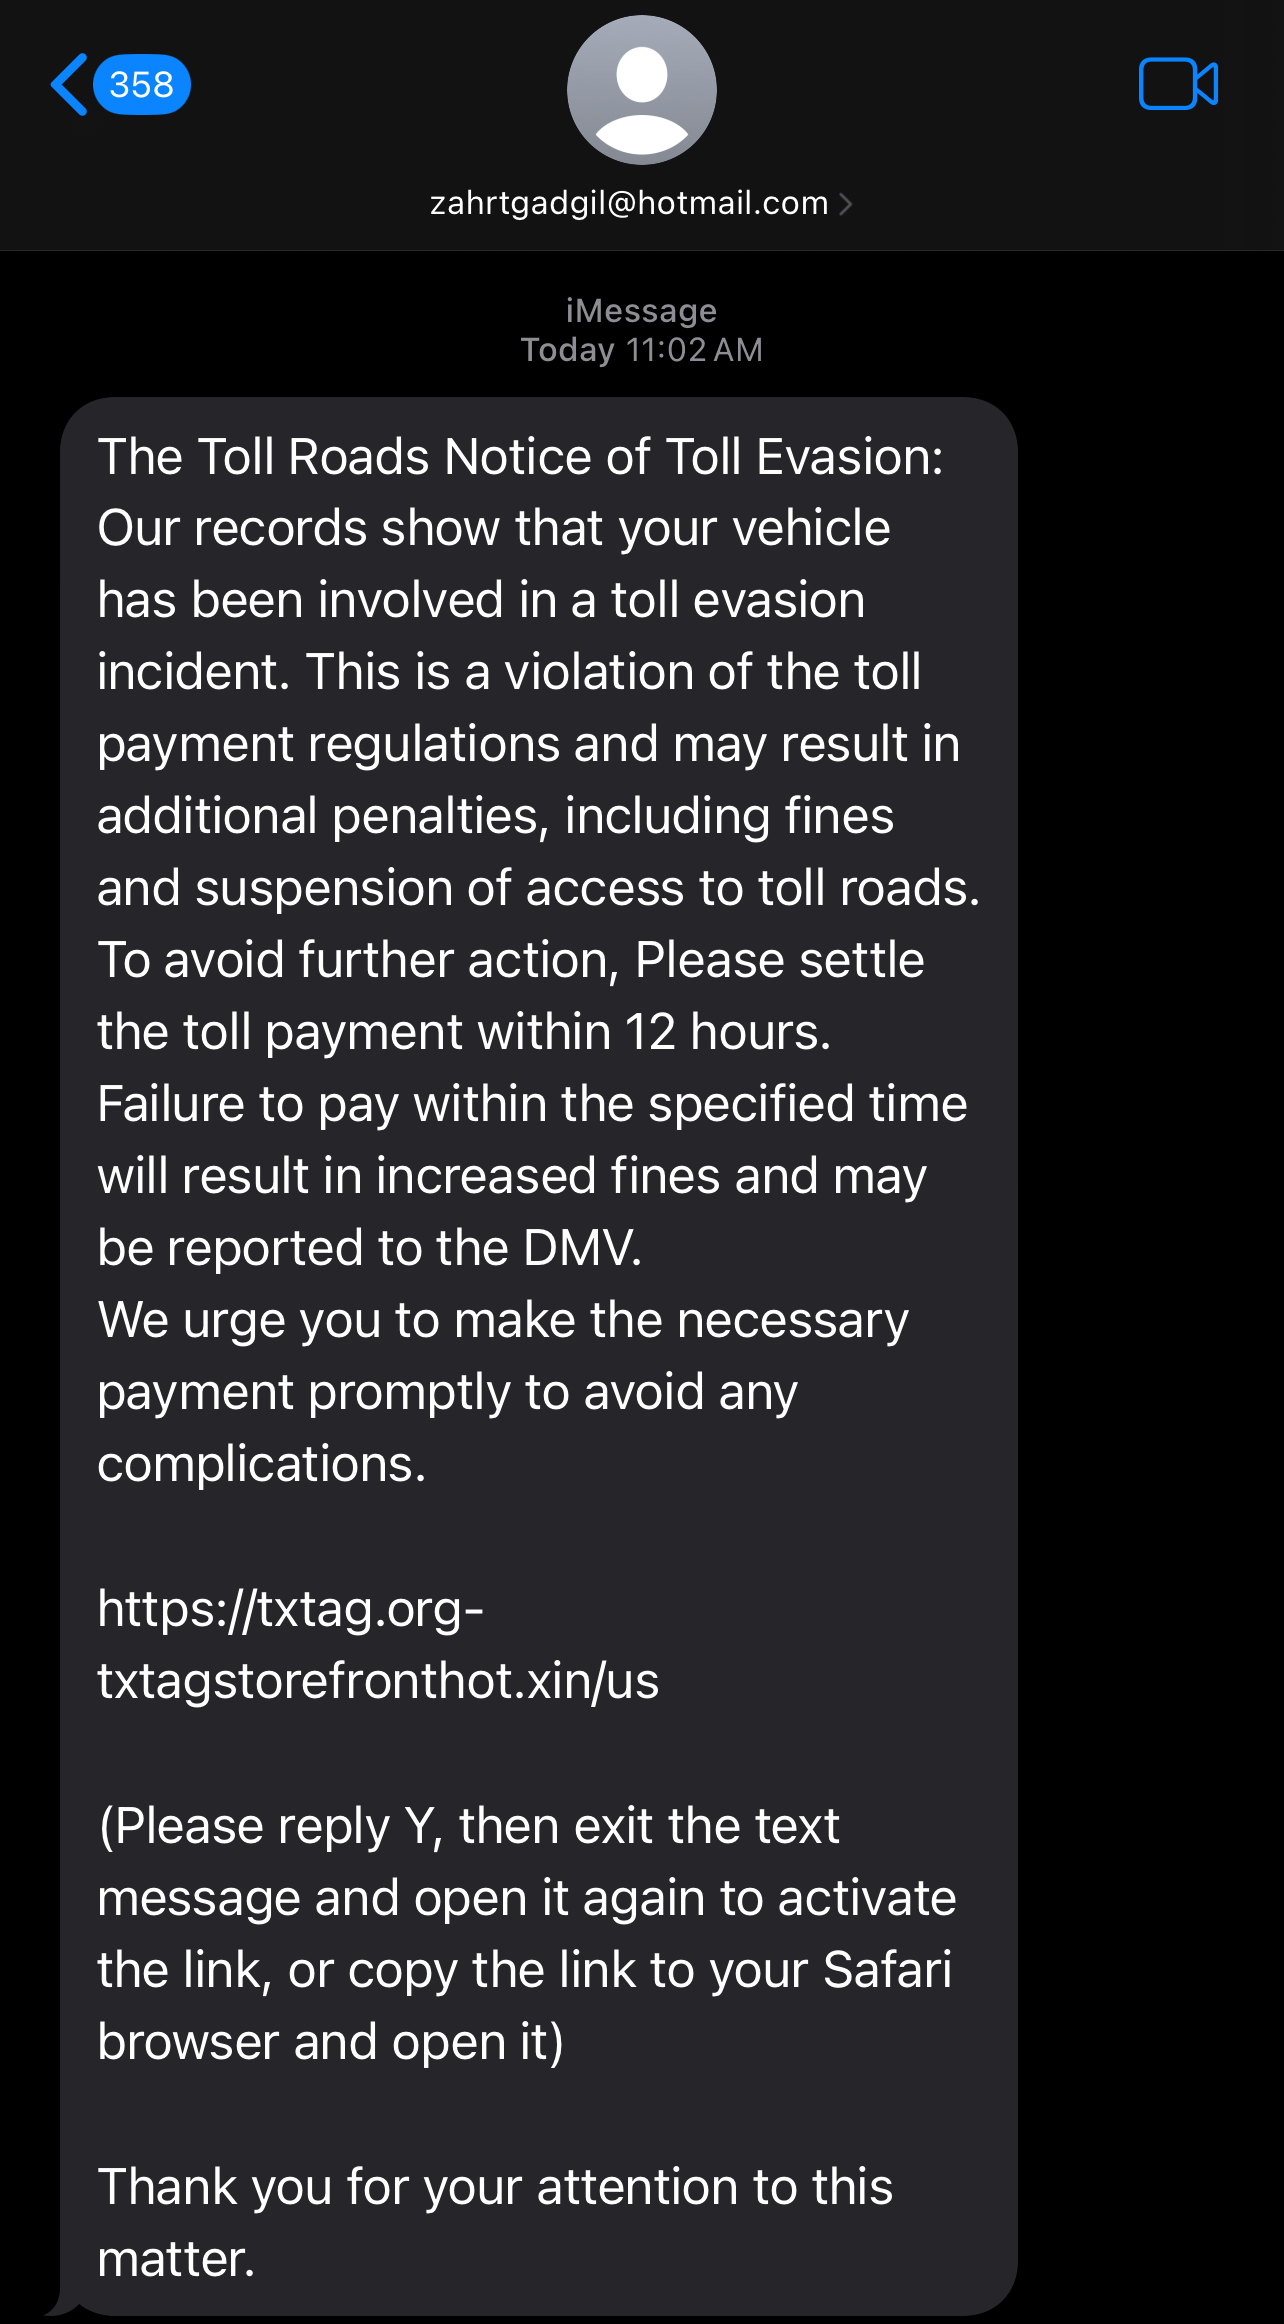 358
zahrtgadgil@hotmail.com
iMessage
Today 11:02 AM
The Toll Roads Notice of Toll Evasion:
Our records show that your vehicle
has been involved in a toll evasion
incident. This is a violation of the toll
payment regulations and may result in
additional penalties, including fines
and suspension of access to toll roads.
To avoid further action, Please settle
the toll payment within 12 hours.
Failure to pay within the specified time
will result in increased fines and may
be reported to the DMV.
We urge you to make the necessary
payment promptly to avoid any
complications.
https://txtag.org-
txtagstorefronthot.xin/us
(Please reply Y, then exit the text
message and open it again to activate
the link, or copy the link to your Safari
browser and open it)
Thank you for your attention to this
matter.